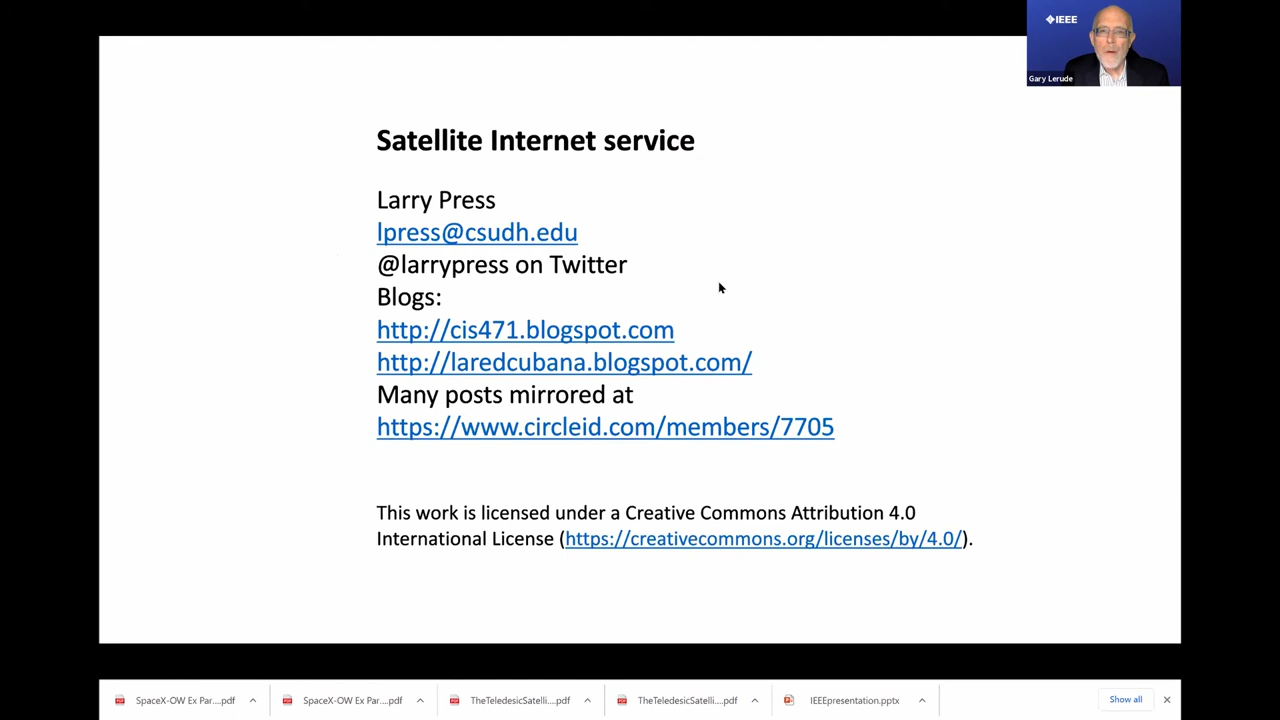 IEEE
Gary Lerude
Satellite Internet service
Larry Press
lpress@csudh.edu
@larrypress on Twitter
Blogs:
http://cis471.blogspot.com
http://laredcubana.blogspot.com/
Many posts mirrored at
https://www.circleid.com/members/7705
This work is licensed under a Creative Commons Attribution 4.0
International License (https://creativecommons.org/licenses/by/4.0/).
SpaceX-OW Ex Par....pdf
SpaceX-OW Ex Par....pdf
TheTeledesicSatelli....pdf
TheTeledesicSatelli....pdf
IEEEpresentation.pptx
Show all